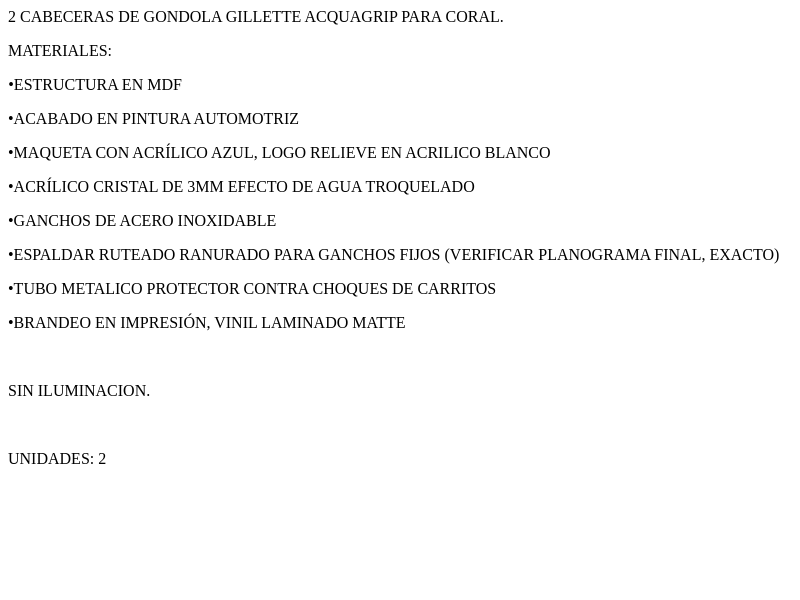 2 CABECERAS DE GONDOLA GILLETTE ACQUAGRIP PARA CORAL.
MATERIALES:
•ESTRUCTURA EN MDF
•ACABADO EN PINTURA AUTOMOTRIZ
•MAQUETA CON ACRÍLICO AZUL, LOGO RELIEVE EN ACRILICO BLANCO
•ACRÍLICO CRISTAL DE 3MM EFECTO DE AGUA TROQUELADO
•GANCHOS DE ACERO INOXIDABLE
•ESPALDAR RUTEADO RANURADO PARA GANCHOS FIJOS (VERIFICAR PLANOGRAMA FINAL, EXACTO)
•TUBO METALICO PROTECTOR CONTRA CHOQUES DE CARRITOS
•BRANDEO EN IMPRESIÓN, VINIL LAMINADO MATTE
SIN ILUMINACION.
UNIDADES: 2